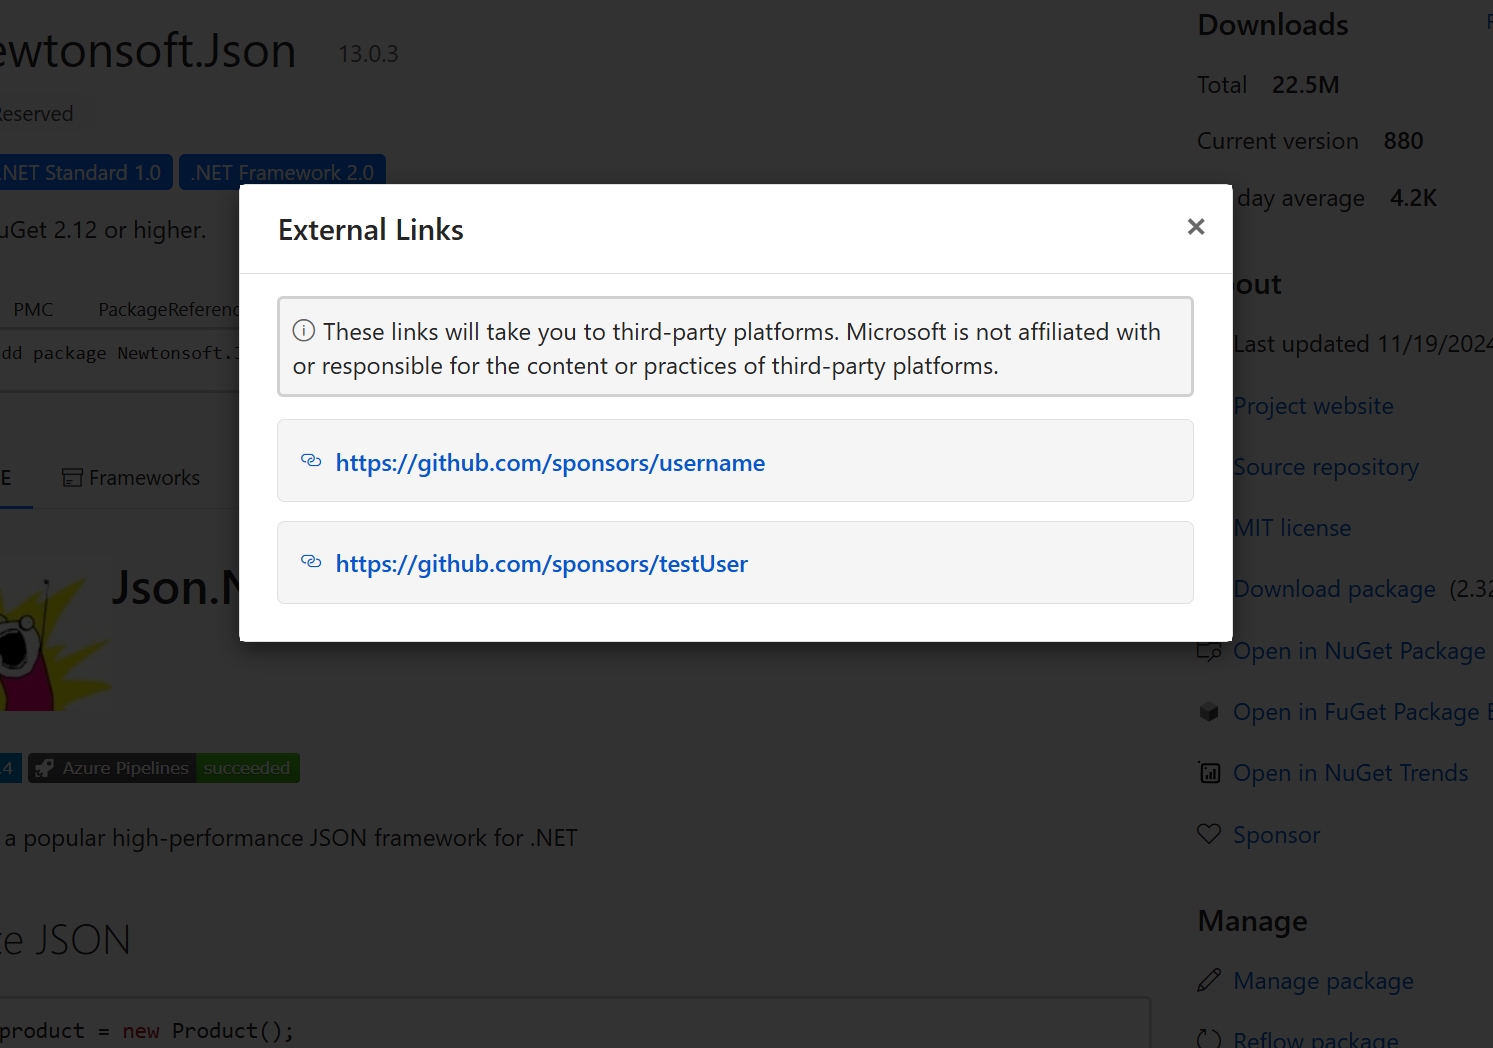 ewtonsoft.Json 13.0.3
Reserved
.NET Standard 1.0 .NET Framework 2.0
uGet 2.12 or higher.
PMC PackageReferenc
dd package Newtonsoft.J
E Frameworks
Json.N
.4 Azure Pipelines succeeded
a popular high-performance JSON framework for .NET
ze JSON
product = new Product();
External Links
These links will take you to third-party platforms. Microsoft is not affiliated with
or responsible for the content or practices of third-party platforms.
https://github.com/sponsors/username
https://github.com/sponsors/testUser
Downloads
Total 22.5M
Current version 880
day average 4.2K
out
Last updated 11/19/2024
Project website
Source repository
MIT license
Download package (2.32
Open in NuGet Package
Open in FuGet Package E
Open in NuGet Trends
Sponsor
Manage
Manage package
Reflow package